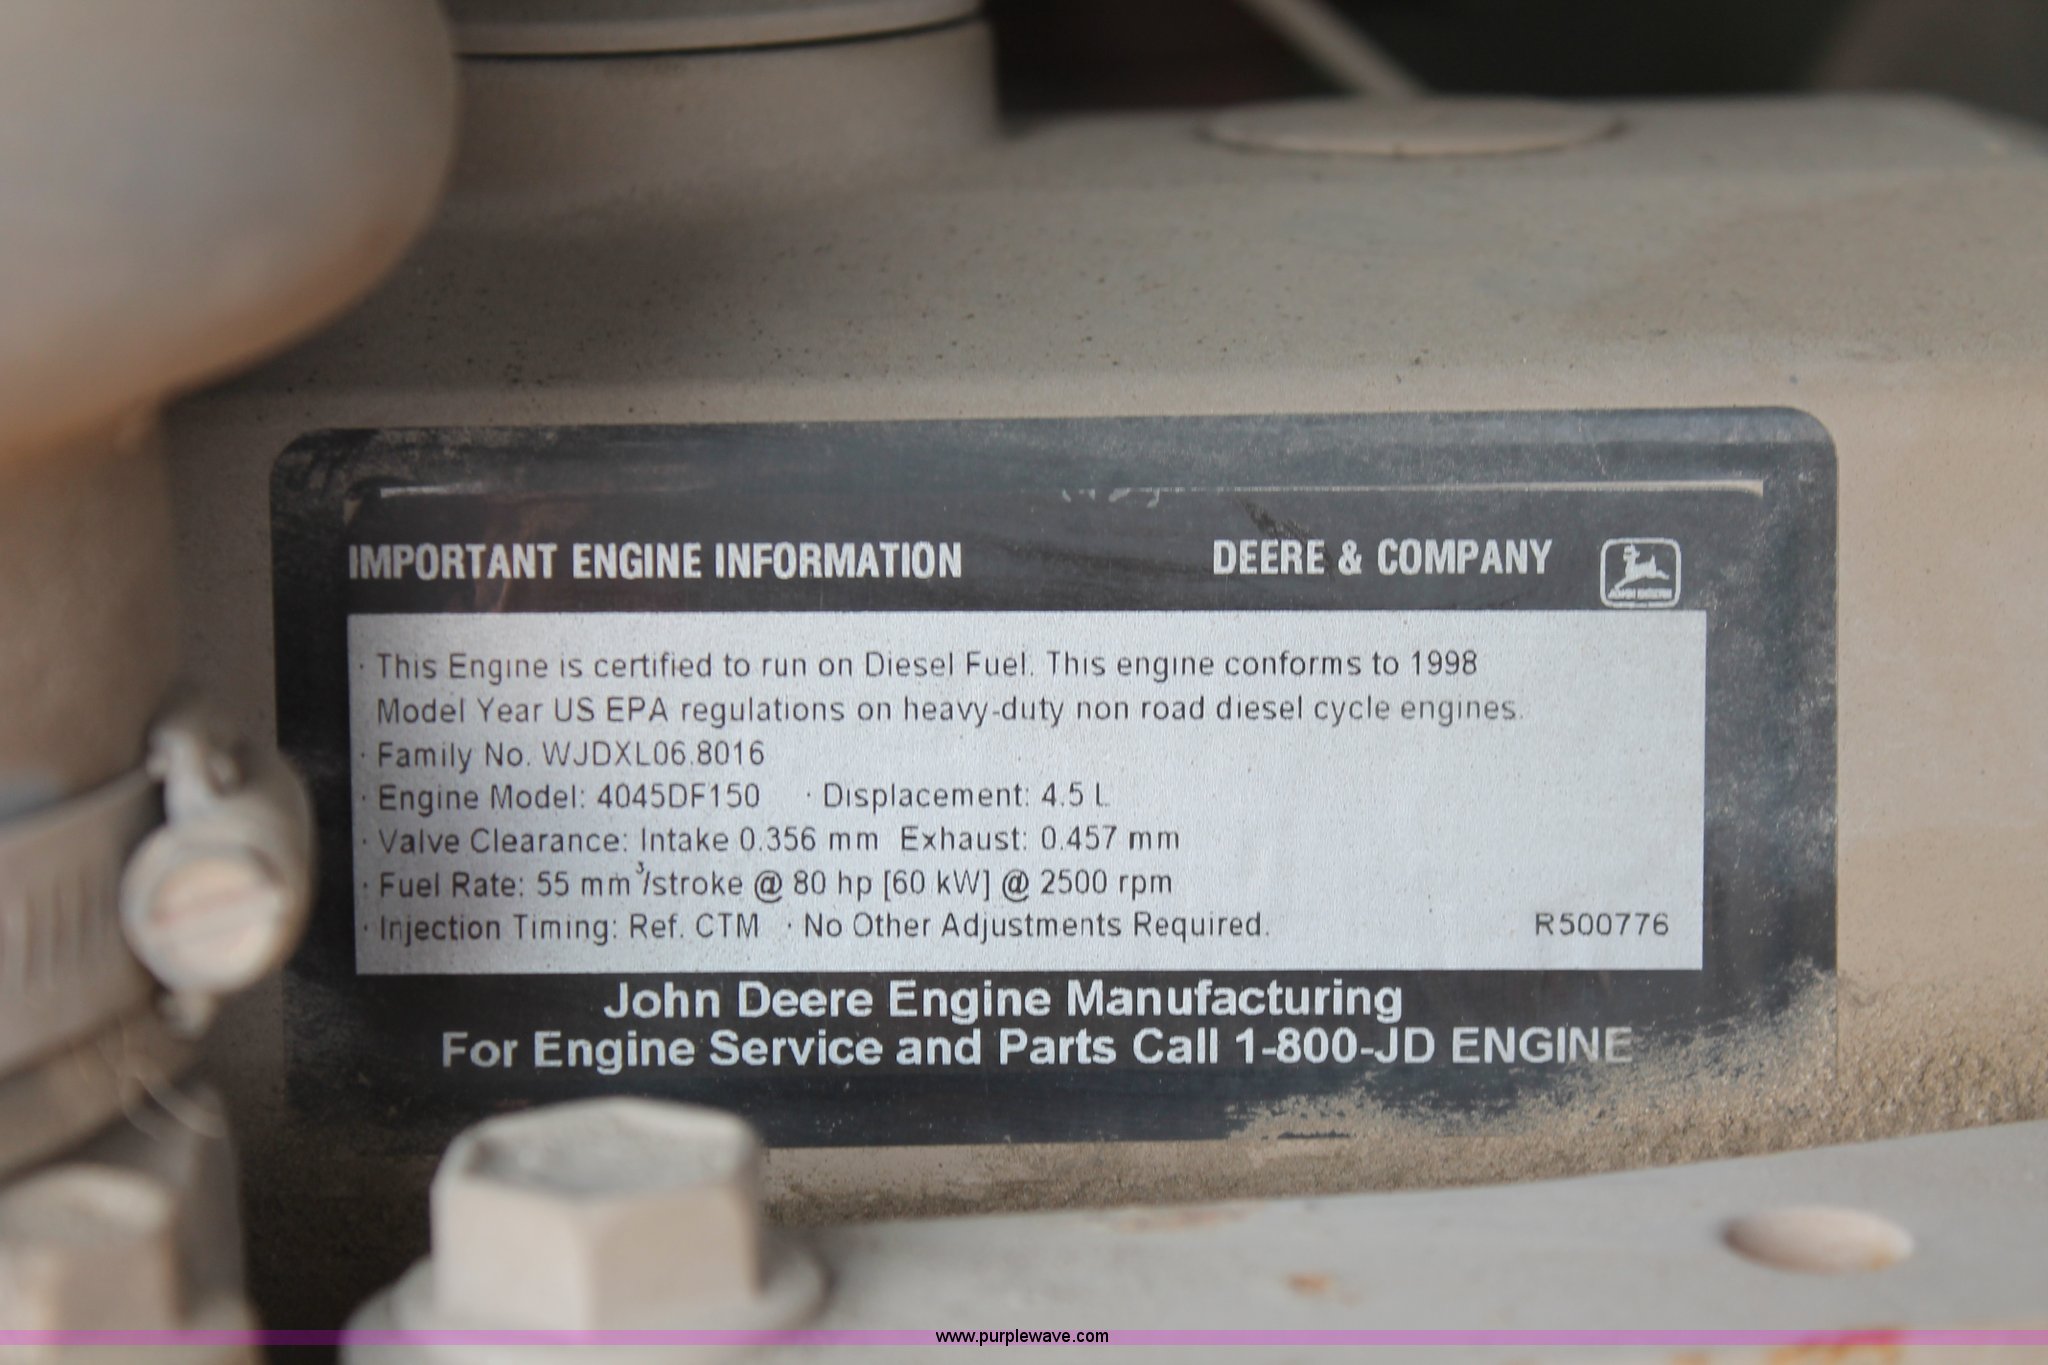 IMPORTANT ENGINE INFORMATION DEERE & COMPANY
JOHN DEERE
· This Engine is certified to run on Diesel Fuel. This engine conforms to 1998
Model Year US EPA regulations on heavy-duty non road diesel cycle engines.
· Family No. WJDXL06.8016
· Engine Model: 4045DF150 · Displacement: 4.5 L
· Valve Clearance: Intake 0.356 mm Exhaust: 0.457 mm
· Fuel Rate: 55 mm³/stroke @ 80 hp [60 kW] @ 2500 rpm
· Injection Timing: Ref. CTM · No Other Adjustments Required. R500776
John Deere Engine Manufacturing
For Engine Service and Parts Call 1-800-JD ENGINE
www.purplewave.com